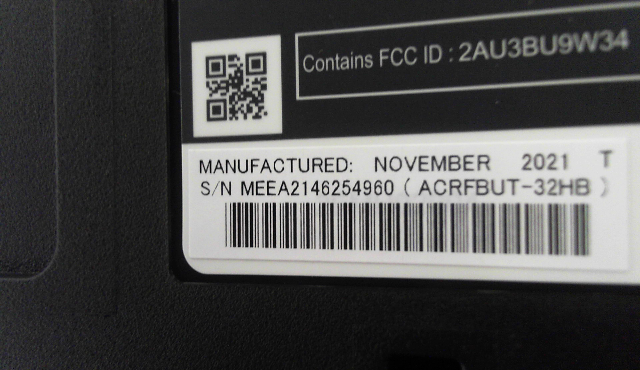 Contains FCC ID : 2AU3BU9W34
MANUFACTURED: NOVEMBER 2021 T
S/N MEEA2146254960 ( ACRFBUT-32HB )